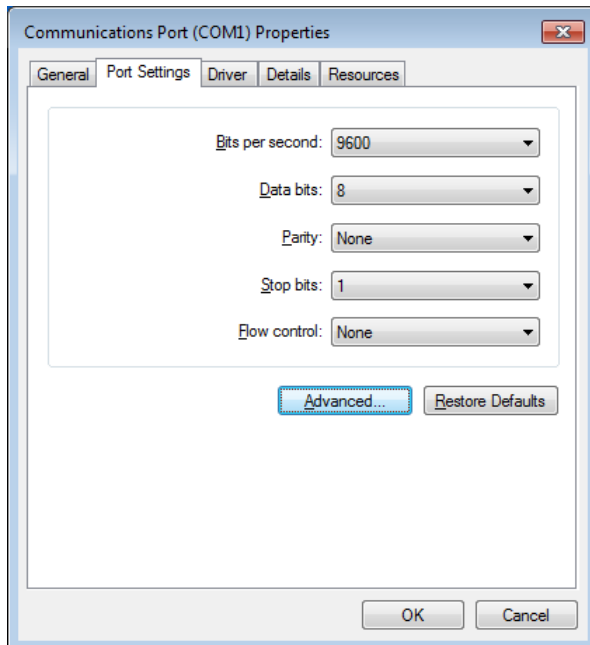 Communications Port (COM1) Properties
General Port Settings Driver Details Resources
Bits per second: 9600
Data bits: 8
Parity: None
Stop bits: 1
Flow control: None
Advanced... Restore Defaults
OK Cancel